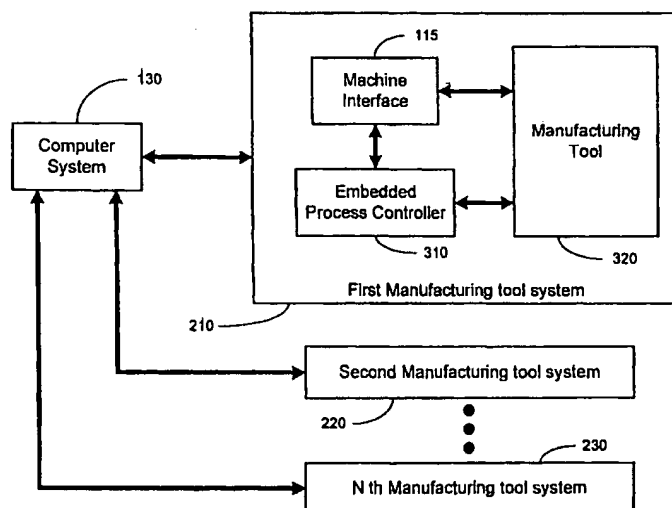 130
Computer
System
115
Machine
Interface
Manufacturing
Tool
Embedded
Process Controller
310
320
First Manufacturing tool system
210
Second Manufacturing tool system
220
230
N th Manufacturing tool system